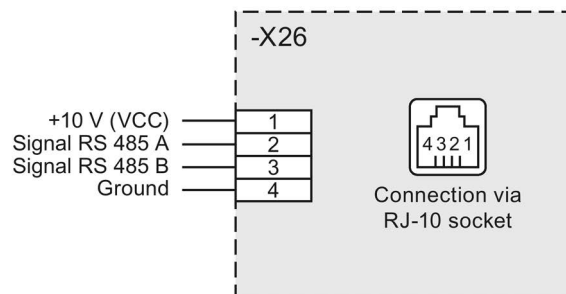 -X26
+10 V (VCC) 1
Signal RS 485 A 2
Signal RS 485 B 3
Ground 4
4321
Connection via
RJ-10 socket